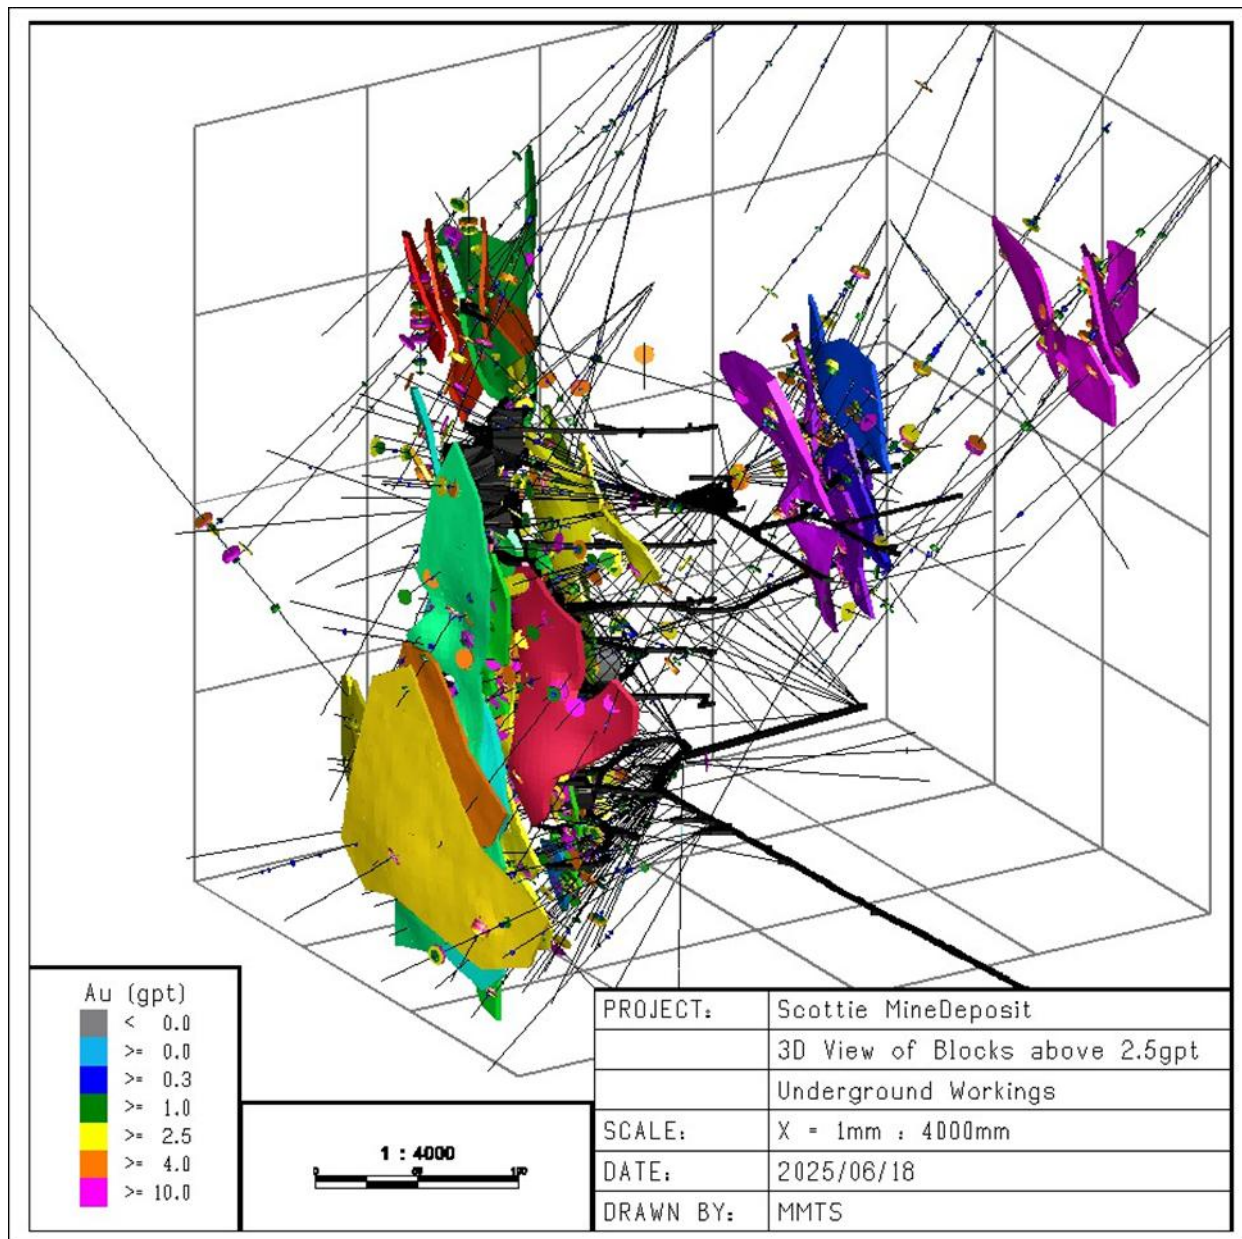 Au (gpt)
< 0.0
>= 0.0
>= 0.3
>= 1.0
>= 2.5
>= 4.0
>= 10.0
1 : 4000
0
PROJECT: Scottie MineDeposit
3D View of Blocks above 2.5gpt
Underground Workings
SCALE: X = 1mm : 4000mm
DATE: 2025/06/18
DRAWN BY: MMTS